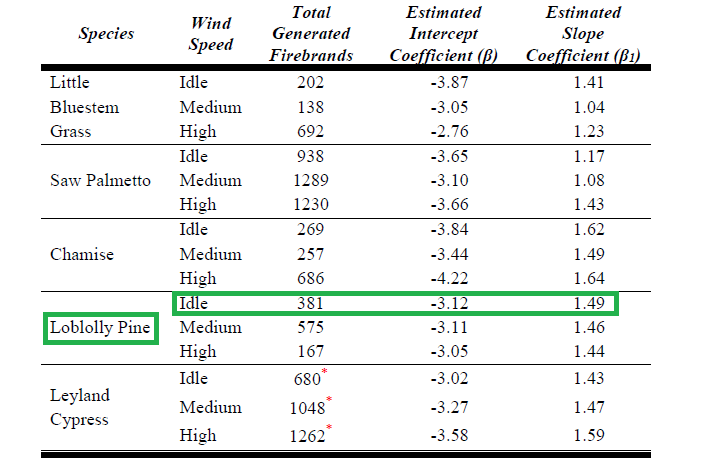 Species Wind Speed Total Generated Firebrands Estimated Intercept Coefficient (β) Estimated Slope Coefficient (β1)
Little Idle 202 -3.87 1.41
Bluestem Medium 138 -3.05 1.04
Grass High 692 -2.76 1.23
Idle 938 -3.65 1.17
Saw Palmetto Medium 1289 -3.10 1.08
High 1230 -3.66 1.43
Idle 269 -3.84 1.62
Chamise Medium 257 -3.44 1.49
High 686 -4.22 1.64
Idle 381 -3.12 1.49
Loblolly Pine Medium 575 -3.11 1.46
High 167 -3.05 1.44
Idle 680* -3.02 1.43
Leyland Cypress Medium 1048* -3.27 1.47
High 1262* -3.58 1.59